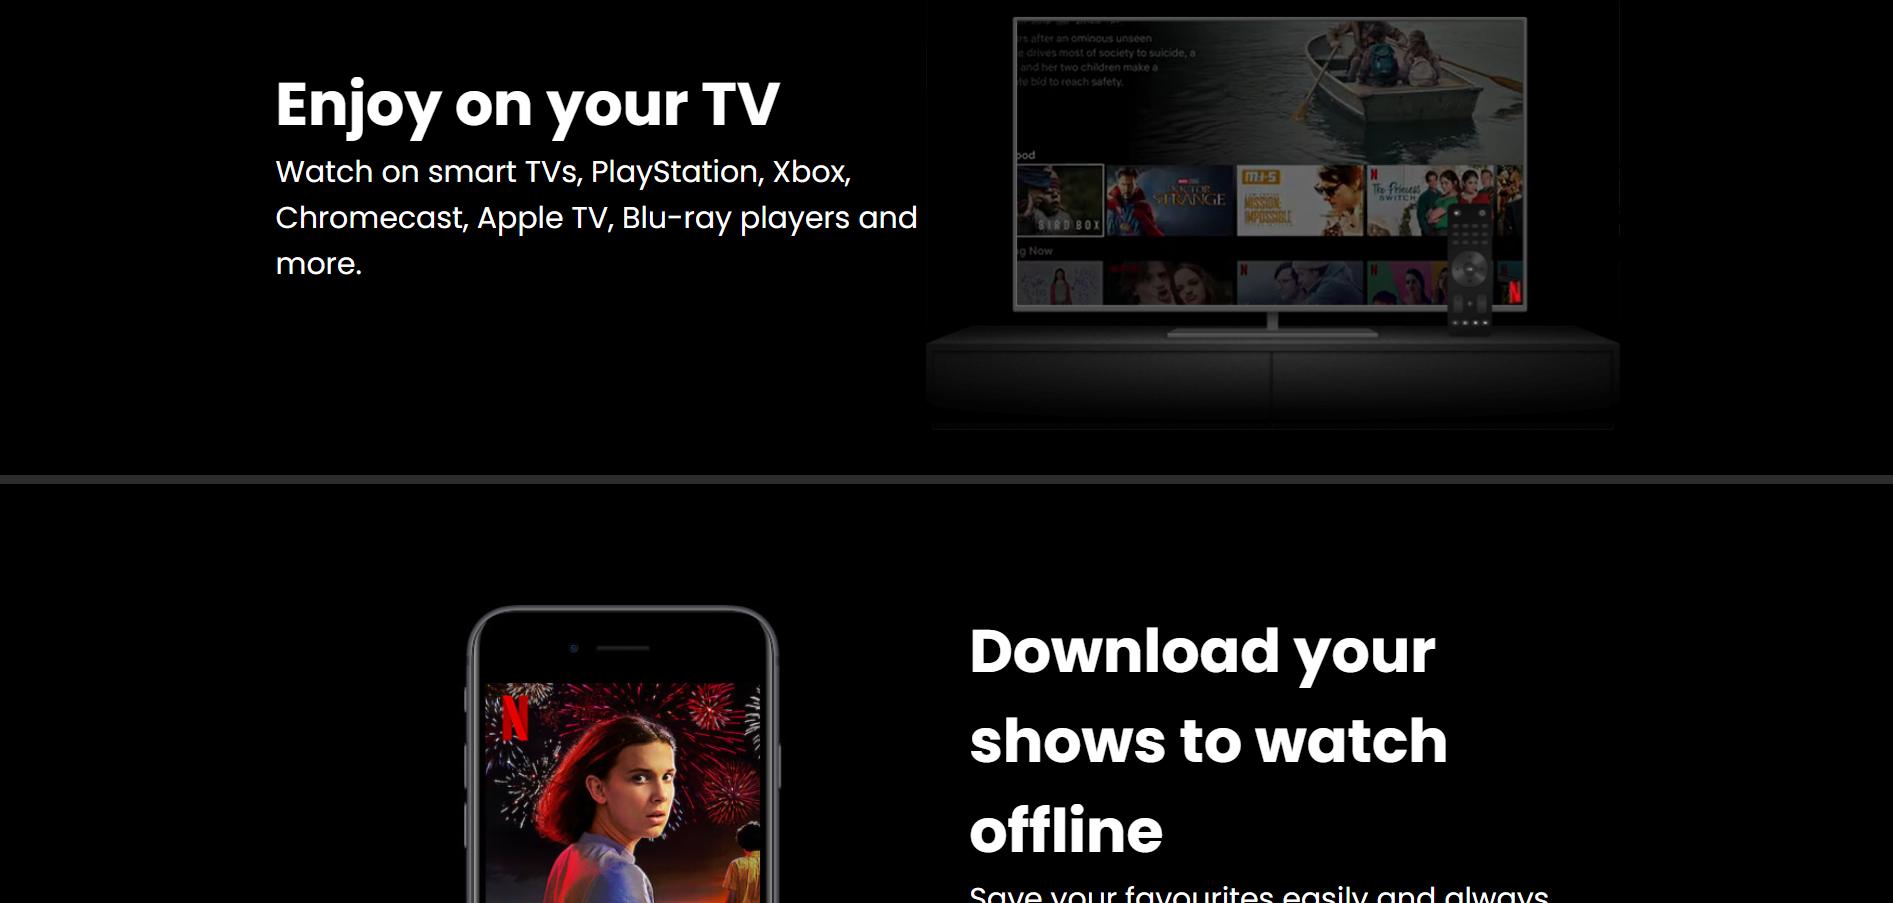 Enjoy on your TV
Watch on smart TVs, PlayStation, Xbox,
Chromecast, Apple TV, Blu-ray players and
more.
rs after an ominous unseen
e drives most of society to suicide, a
and her two children make a
te bid to reach safety.
ood
BIRD BOX
MARVEL STUDIOS
DOCTOR
STRANGE
M:I-5
MISSION:
IMPOSSIBLE
N
The Princess
SWITCH
g Now
N
N
N
N
Download your
shows to watch
offline
Save your favourites easily and always